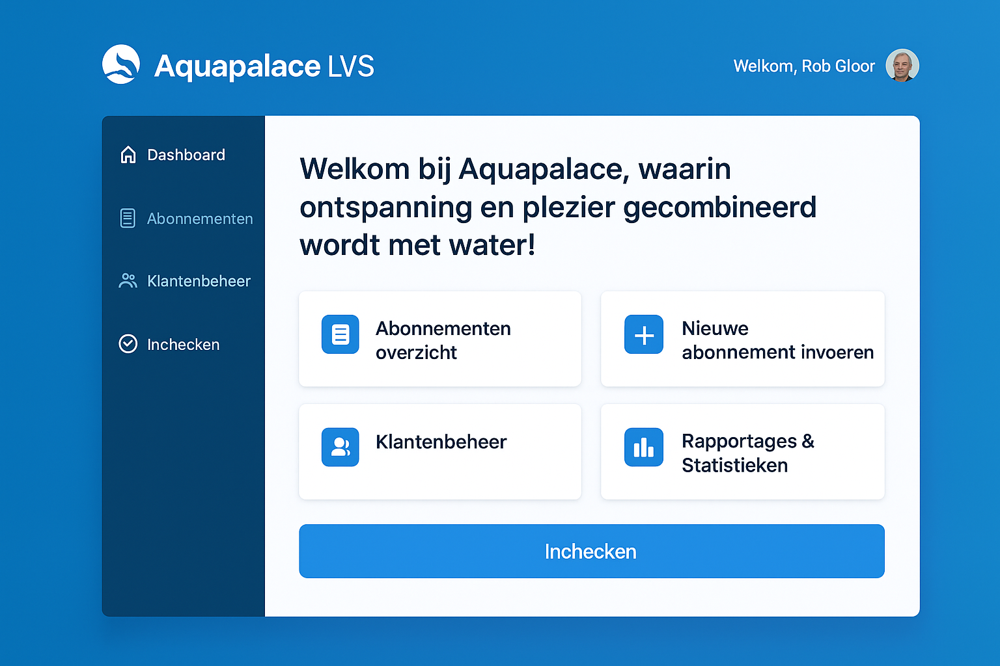 Aquapalace LVS
Welkom, Rob Gloor
Dashboard
Abonnementen
Klantenbeheer
Inchecken
Welkom bij Aquapalace, waarin
ontspanning en plezier gecombineerd
wordt met water!
Abonnementen
overzicht
Nieuwe
abonnement invoeren
Klantenbeheer
Rapportages &
Statistieken
Inchecken